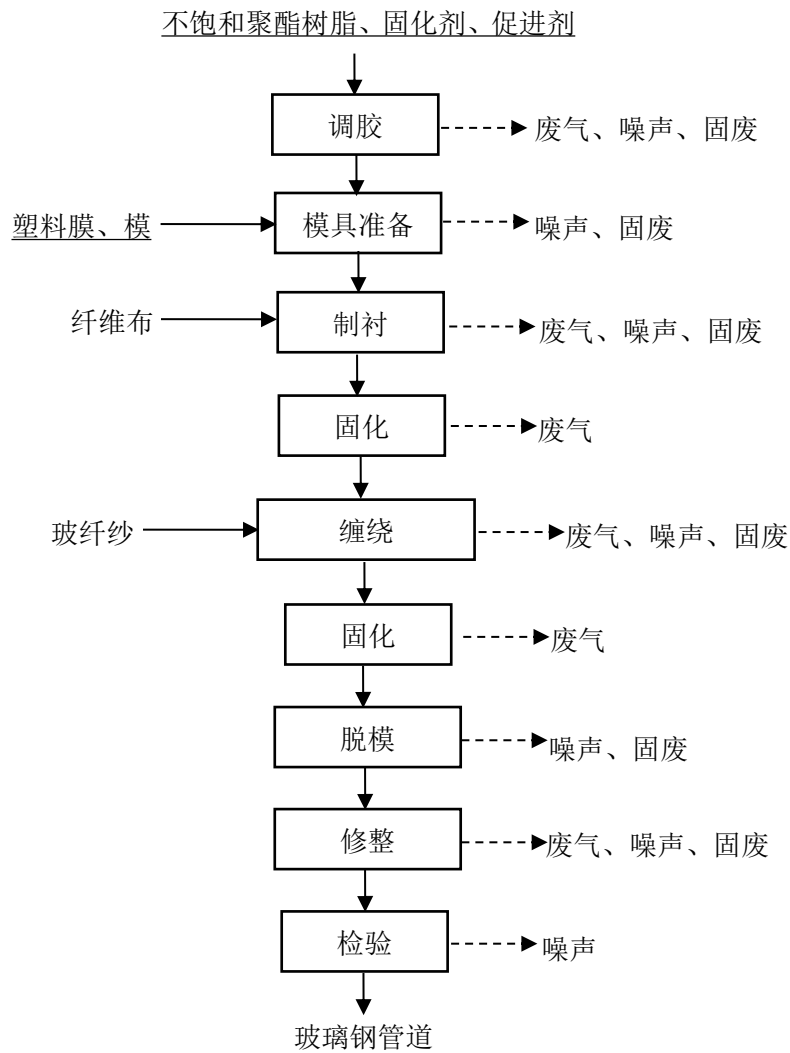 不饱和聚酯树脂、固化剂、促进剂
调胶
废气、噪声、固废
塑料膜、模
模具准备
噪声、固废
纤维布
制衬
废气、噪声、固废
固化
废气
玻纤纱
缠绕
废气、噪声、固废
固化
废气
脱模
噪声、固废
修整
废气、噪声、固废
检验
噪声
玻璃钢管道